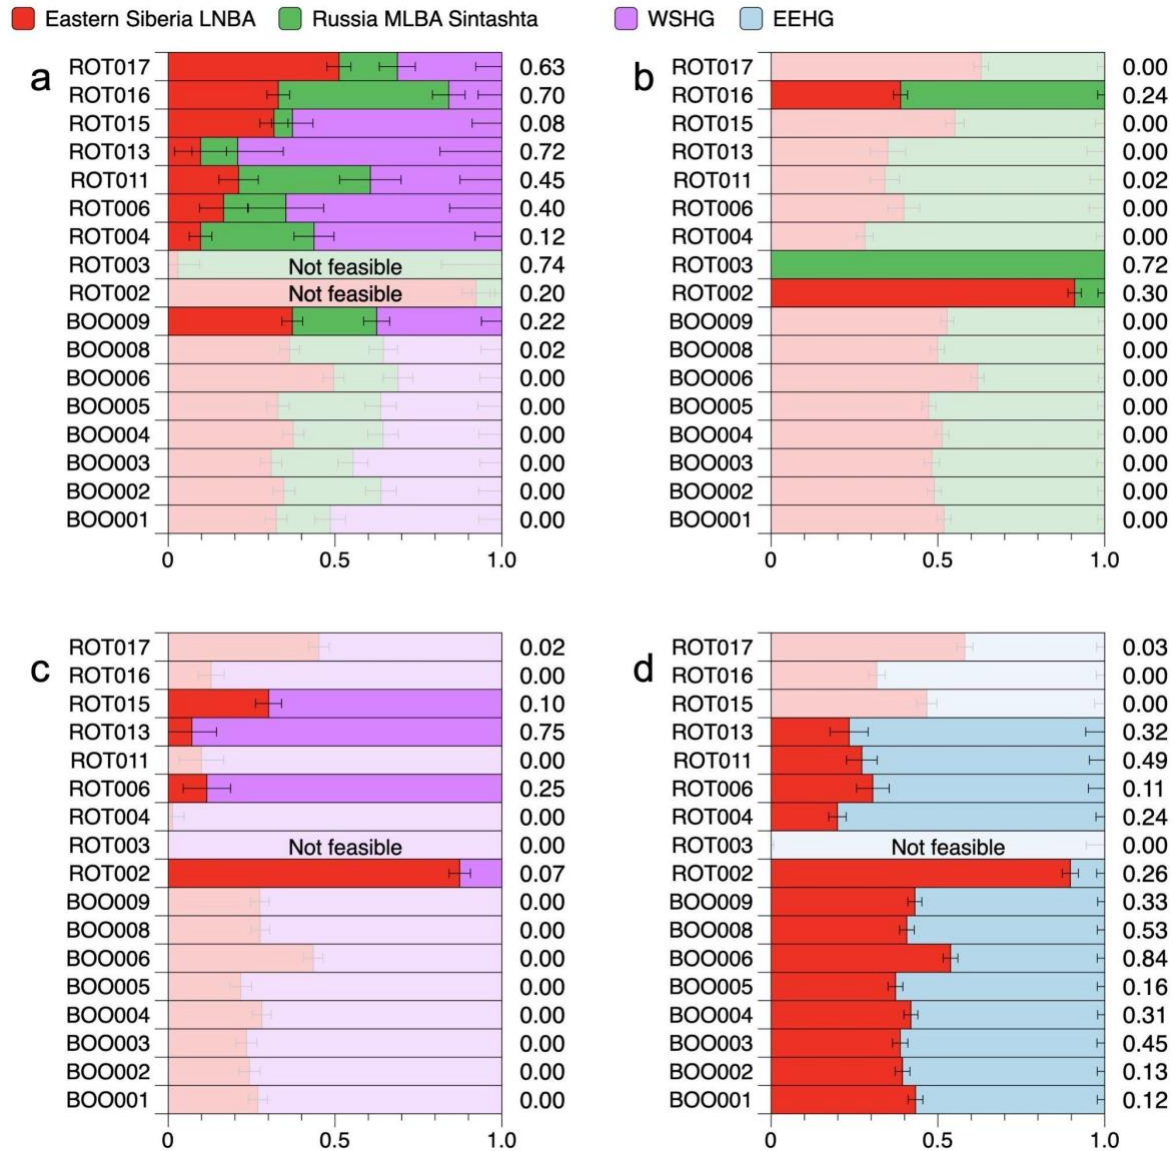 Eastern Siberia LNBA Russia MLBA Sintashta WSHG EEHG
a
ROT017 0.63
ROT016 0.70
ROT015 0.08
ROT013 0.72
ROT011 0.45
ROT006 0.40
ROT004 0.12
ROT003 Not feasible 0.74
ROT002 Not feasible 0.20
BOO009 0.22
BOO008 0.02
BOO006 0.00
BOO005 0.00
BOO004 0.00
BOO003 0.00
BOO002 0.00
BOO001 0.00
0 0.5 1.0
b
ROT017 0.00
ROT016 0.24
ROT015 0.00
ROT013 0.00
ROT011 0.02
ROT006 0.00
ROT004 0.00
ROT003 0.72
ROT002 0.30
BOO009 0.00
BOO008 0.00
BOO006 0.00
BOO005 0.00
BOO004 0.00
BOO003 0.00
BOO002 0.00
BOO001 0.00
0 0.5 1.0
c
ROT017 0.02
ROT016 0.00
ROT015 0.10
ROT013 0.75
ROT011 0.00
ROT006 0.25
ROT004 0.00
ROT003 Not feasible 0.00
ROT002 0.07
BOO009 0.00
BOO008 0.00
BOO006 0.00
BOO005 0.00
BOO004 0.00
BOO003 0.00
BOO002 0.00
BOO001 0.00
0 0.5 1.0
d
ROT017 0.03
ROT016 0.00
ROT015 0.00
ROT013 0.32
ROT011 0.49
ROT006 0.11
ROT004 0.24
ROT003 Not feasible 0.00
ROT002 0.26
BOO009 0.33
BOO008 0.53
BOO006 0.84
BOO005 0.16
BOO004 0.31
BOO003 0.45
BOO002 0.13
BOO001 0.12
0 0.5 1.0